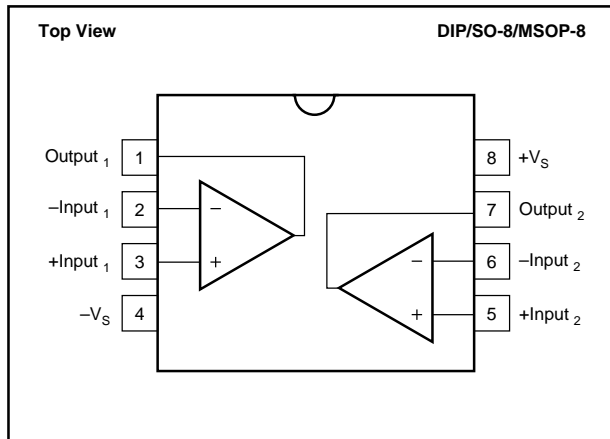 Top View DIP/SO-8/MSOP-8
Output 1 1 8 +VS
–Input 1 2 − 7 Output 2
+Input 1 3 + − 6 –Input 2
–VS 4 + 5 +Input 2